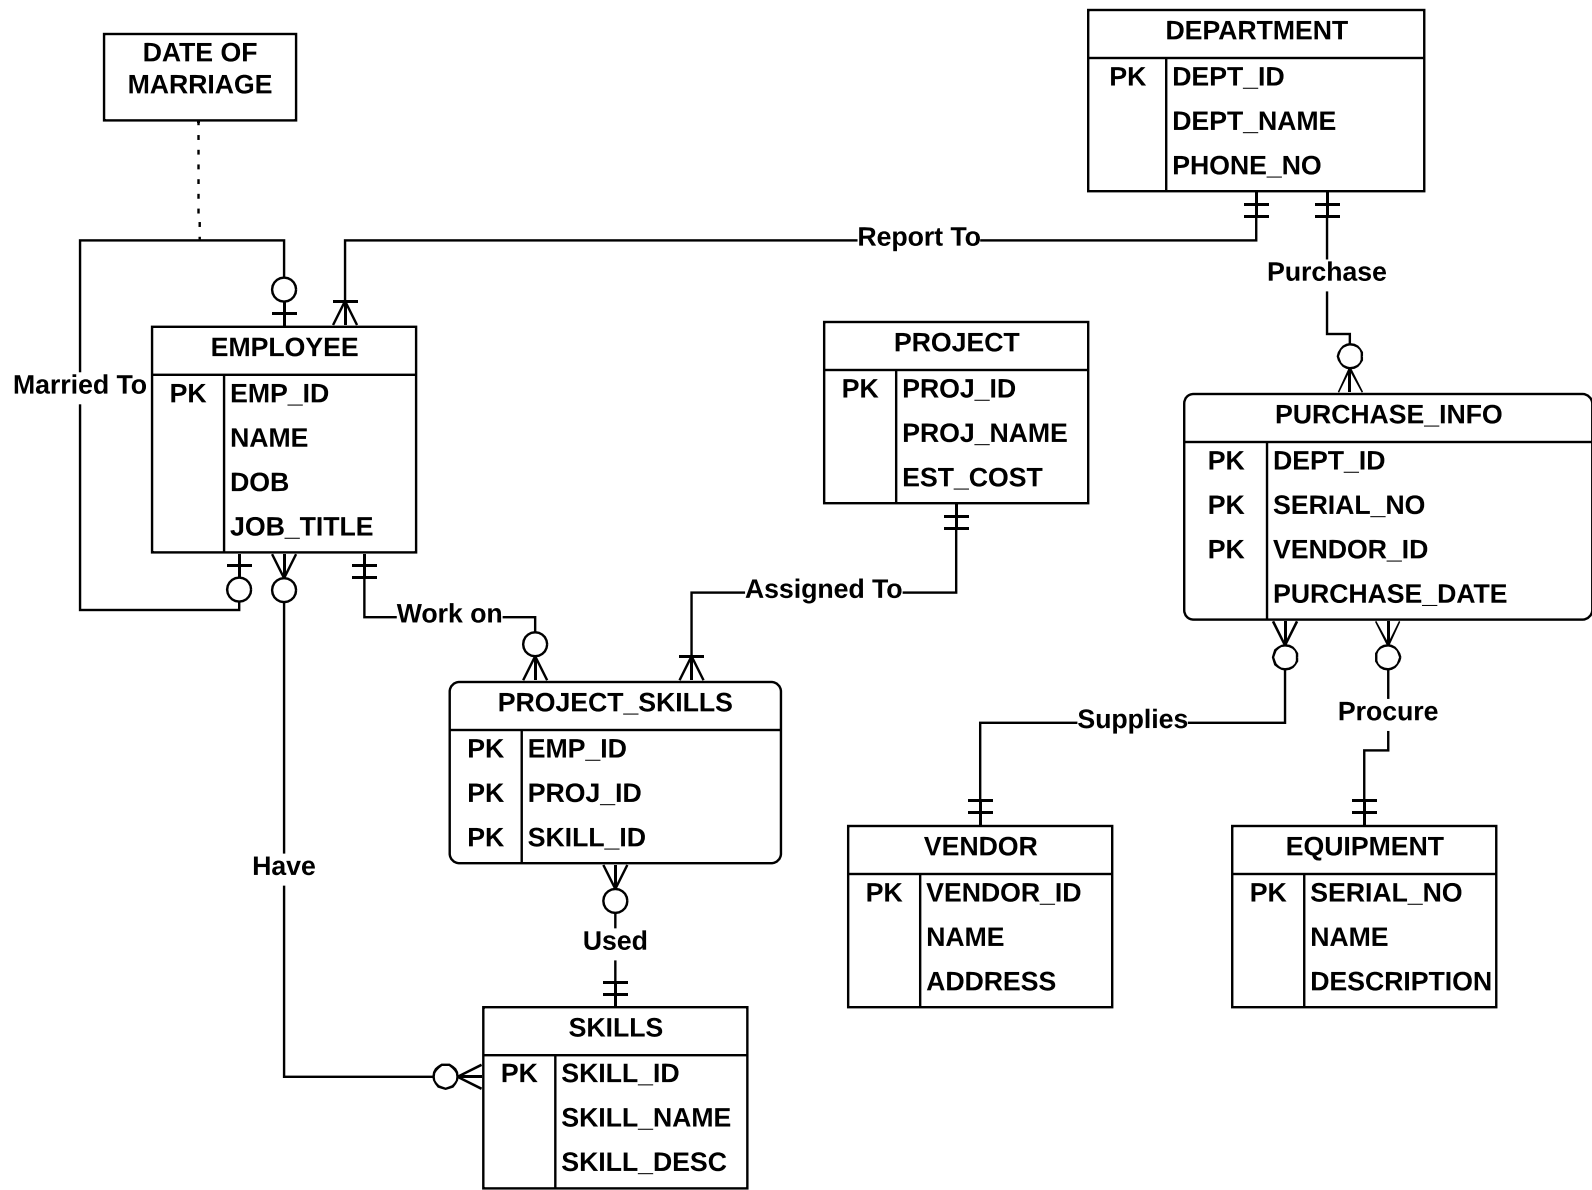 DATE OF
MARRIAGE
DEPARTMENT
PK DEPT_ID
DEPT_NAME
PHONE_NO
Report To
Purchase
Married To
EMPLOYEE
PK EMP_ID
NAME
DOB
JOB_TITLE
PROJECT
PK PROJ_ID
PROJ_NAME
EST_COST
PURCHASE_INFO
PK DEPT_ID
PK SERIAL_NO
PK VENDOR_ID
PURCHASE_DATE
Work on
Assigned To
PROJECT_SKILLS
PK EMP_ID
PK PROJ_ID
PK SKILL_ID
Supplies
Procure
Have
Used
VENDOR
PK VENDOR_ID
NAME
ADDRESS
EQUIPMENT
PK SERIAL_NO
NAME
DESCRIPTION
SKILLS
PK SKILL_ID
SKILL_NAME
SKILL_DESC